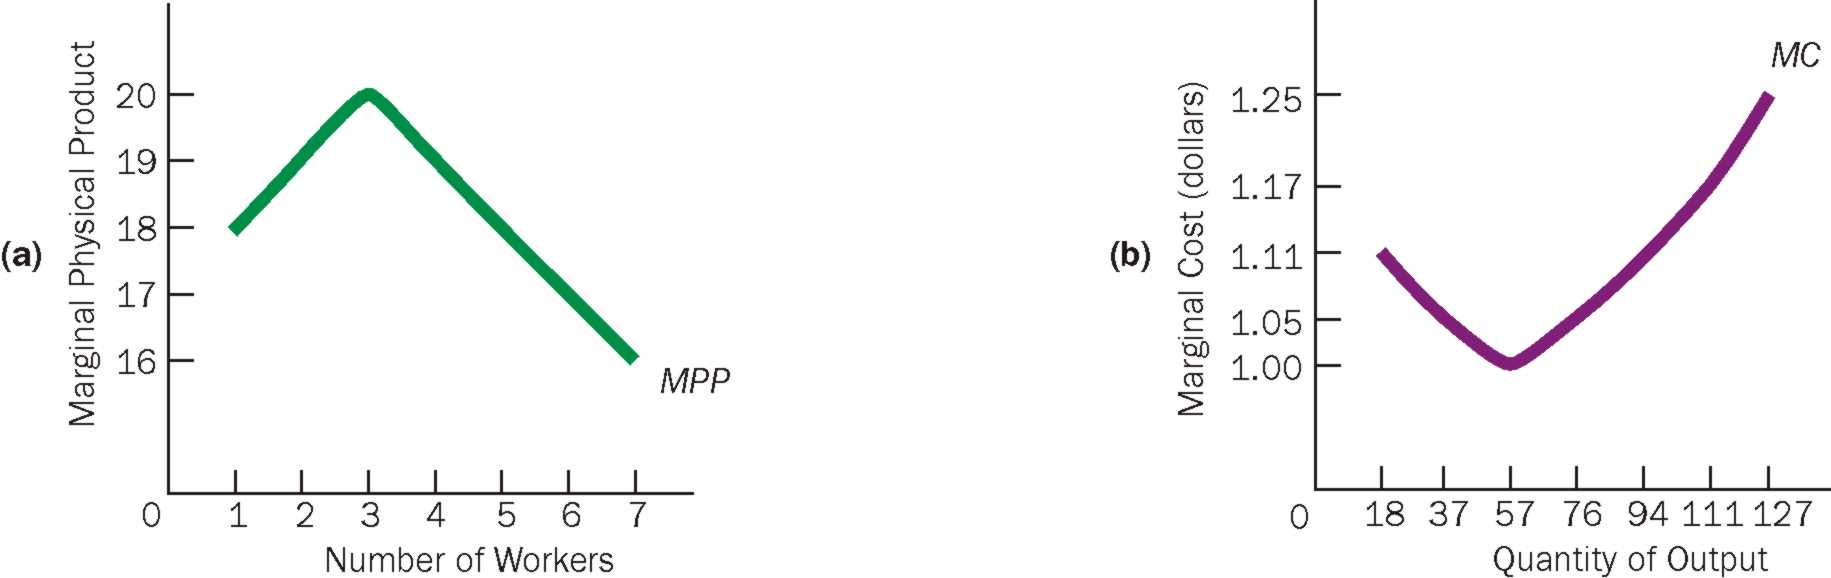 (a)
Marginal Physical Product
20
19
18
17
16
0 1 2 3 4 5 6 7
Number of Workers
MPP
(b)
Marginal Cost (dollars)
1.25
1.17
1.11
1.05
1.00
0 18 37 57 76 94 111 127
Quantity of Output
MC